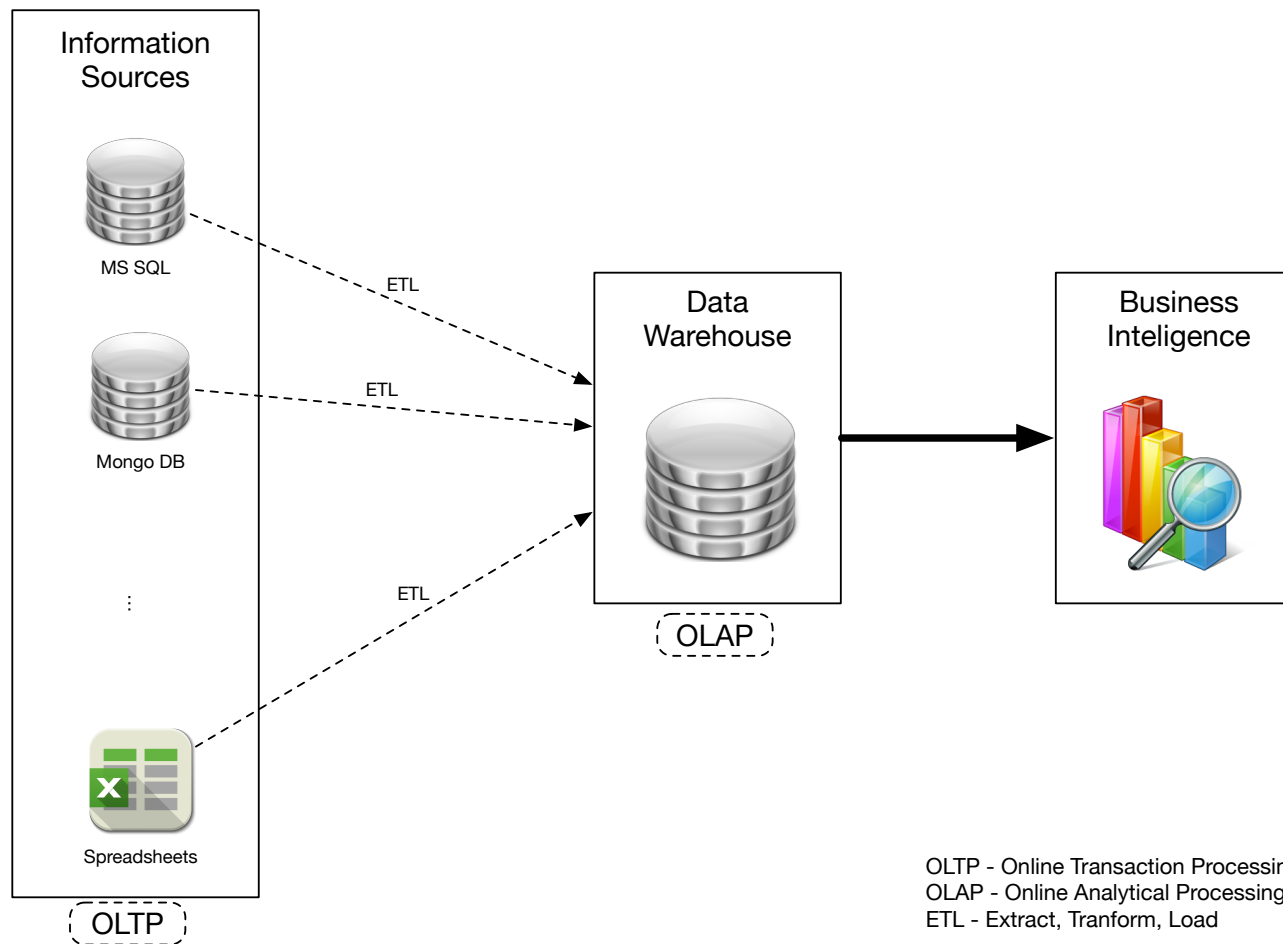 Information
Sources
MS SQL
ETL
Mongo DB
ETL
...
ETL
X
Spreadsheets
OLTP
Data
Warehouse
OLAP
Business
Inteligence
OLTP - Online Transaction Processin
OLAP - Online Analytical Processing
ETL - Extract, Tranform, Load